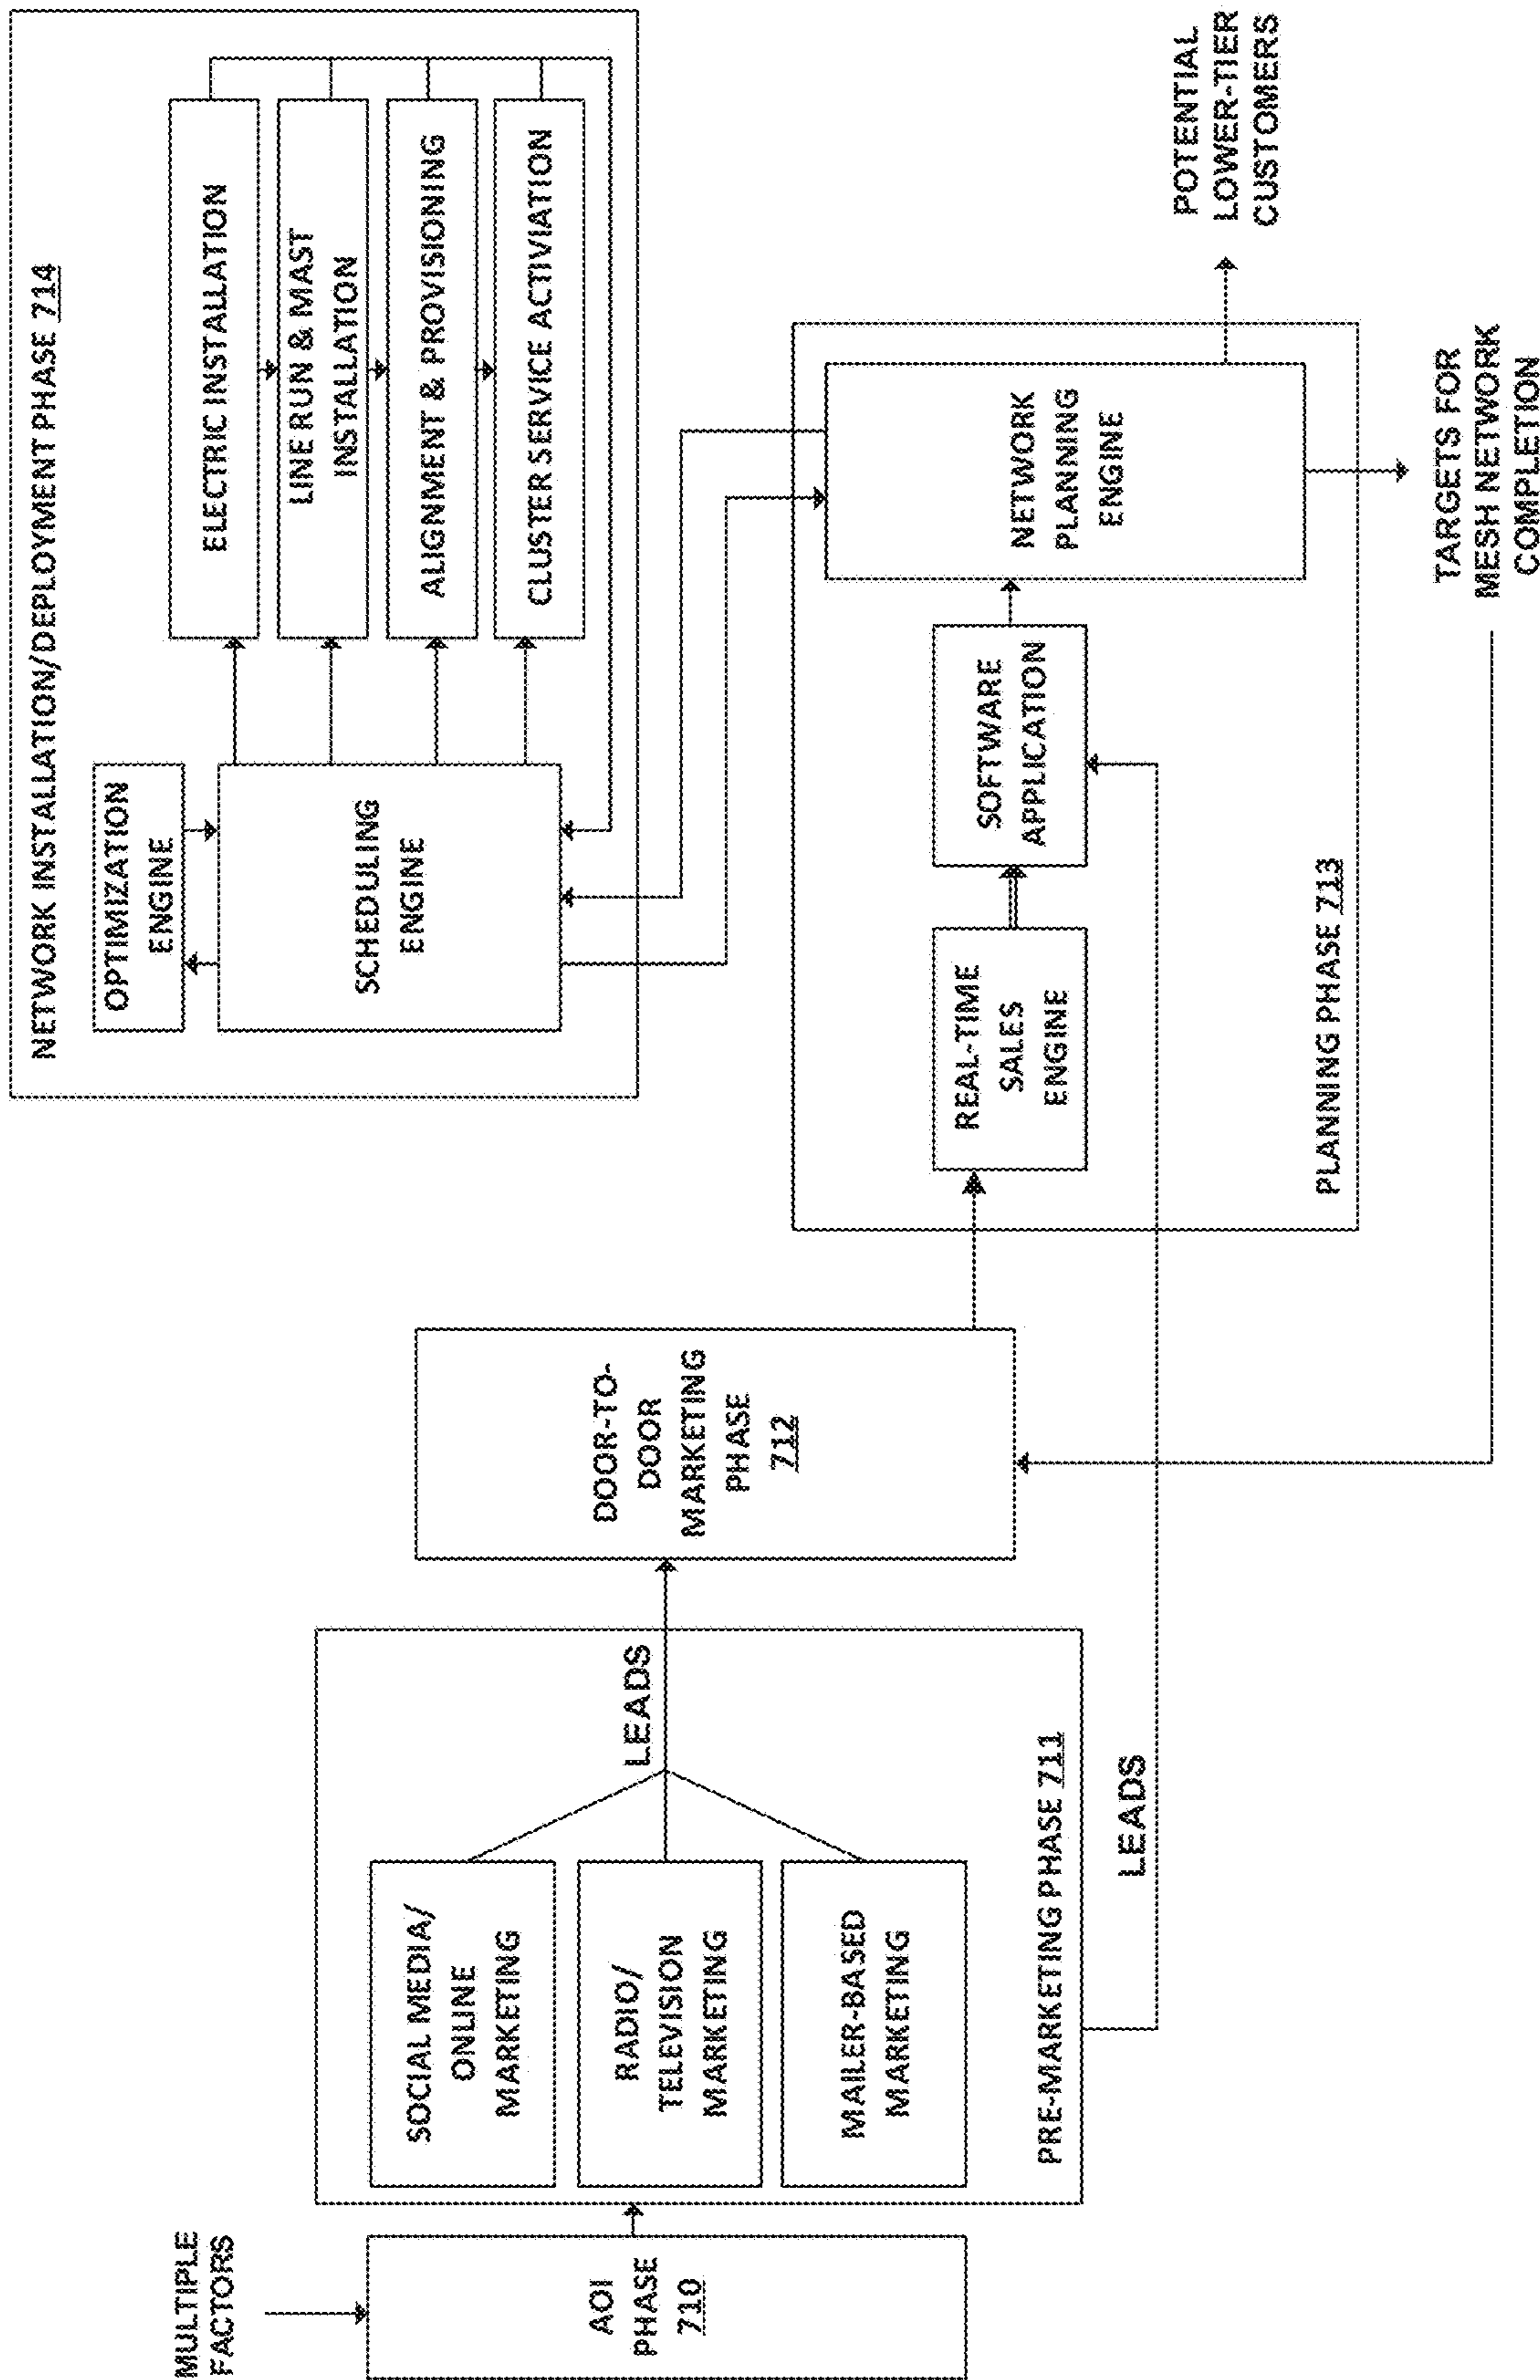 MULTIPLE
FACTORS
AOI
PHASE
710
SOCIAL MEDIA/
ONLINE
MARKETING
RADIO/
TELEVISION
MARKETING
MAILER-BASED
MARKETING
LEADS
PRE-MARKETING PHASE 711
LEADS
DOOR-TO-
DOOR
MARKETING
PHASE
712
REAL-TIME
SALES
ENGINE
SOFTWARE
APPLICATION
NETWORK
PLANNING
ENGINE
PLANNING PHASE 713
NETWORK INSTALLATION/DEPLOYMENT PHASE 714
OPTIMIZATION
ENGINE
SCHEDULING
ENGINE
ELECTRIC INSTALLATION
LINE RUN & MAST
INSTALLATION
ALIGNMENT & PROVISIONING
CLUSTER SERVICE ACTIVIATION
POTENTIAL
LOWER-TIER
CUSTOMERS
TARGETS FOR
MESH NETWORK
COMPLETION